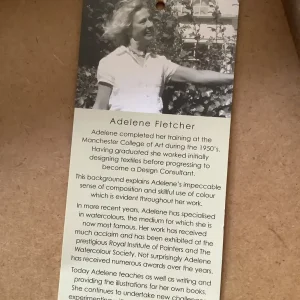 Adelene Fletcher
Adelene completed her training at the
Manchester College of Art during the 1950's.
Having graduated she worked initially
designing textiles before progressing to
become a Design Consultant.
This background explains Adelene's impeccable
sense of composition and skillful use of colour
which is evident throughout her work.
In more recent years, Adelene has specialised
in watercolours, the medium for which she is
now most famous. Her work has received
much acclaim and has been exhibited at the
prestigious Royal Institute of Painters and The
Watercolour Society. Not surprisingly Adelene
has received numerous awards over the years.
Today Adelene teaches as well as writing and
providing the illustrations for her own books.
She continues to undertake new